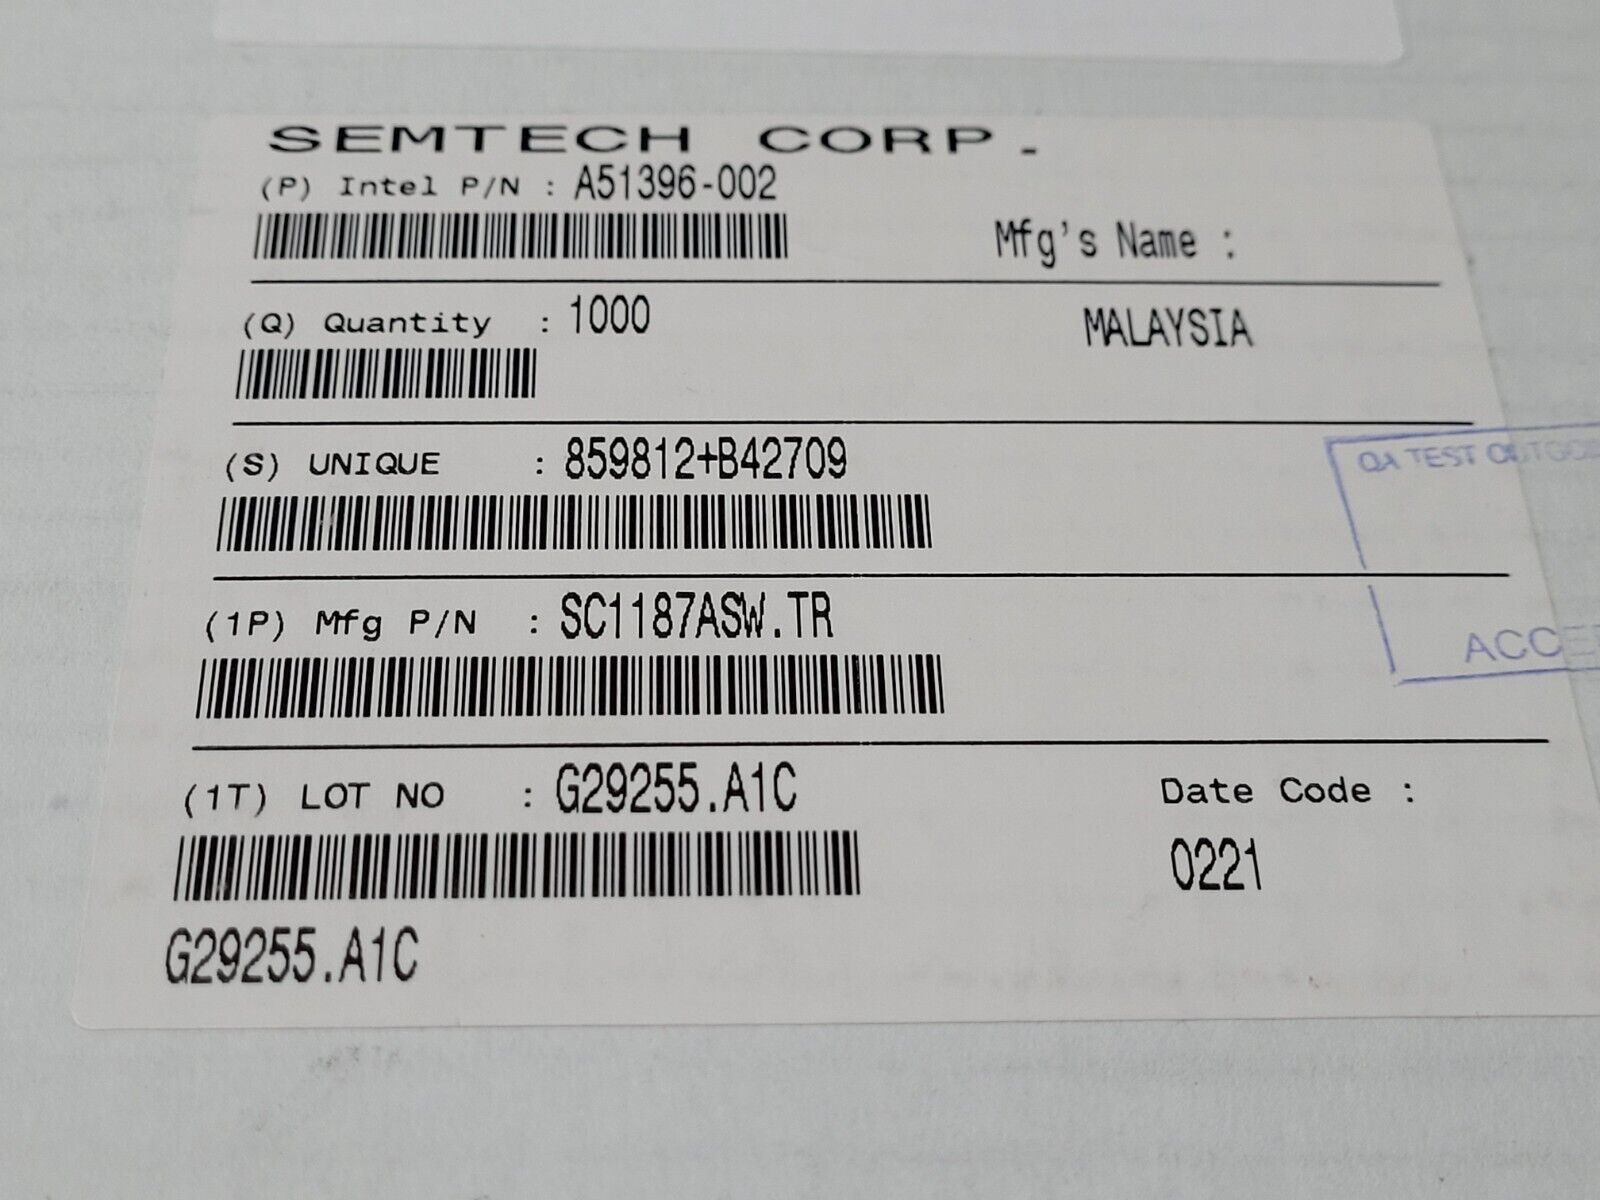 SEMTECH CORP.
(P) Intel P/N : A51396-002
Mfg's Name :
(Q) Quantity : 1000
MALAYSIA
(S) UNIQUE : 859812+B42709
QA TEST
(1P) Mfg P/N : SC1187ASW.TR
(1T) LOT NO : G29255.A1C
Date Code :
0221
G29255.A1C